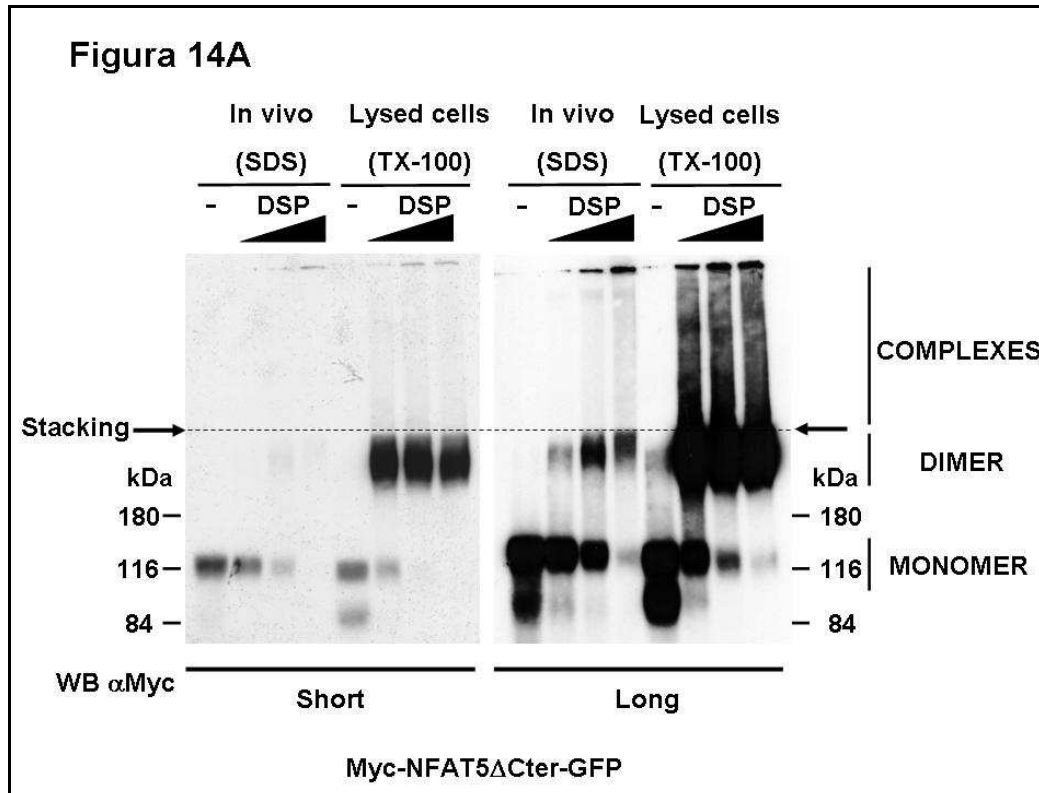 Figura 14A
In vivo Lysed cells In vivo Lysed cells
(SDS) (TX-100) (SDS) (TX-100)
- DSP - DSP - DSP - DSP
COMPLEXES
Stacking
DIMER
kDa kDa
180 180
MONOMER
116 116
84 84
WB αMyc
Short Long
Myc-NFAT5ΔCter-GFP